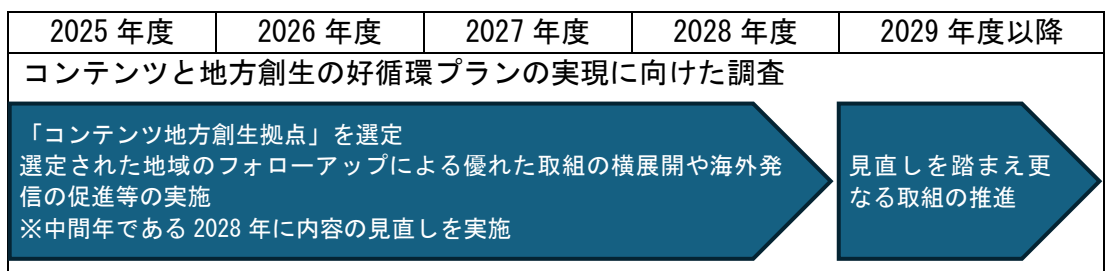 2025 年度 2026 年度 2027 年度 2028 年度 2029 年度以降
コンテンツと地方創生の好循環プランの実現に向けた調査
「コンテンツ地方創生拠点」を選定
選定された地域のフォローアップによる優れた取組の横展開や海外発
信の促進等の実施
※中間年である 2028 年に内容の見直しを実施
見直しを踏まえ更
なる取組の推進